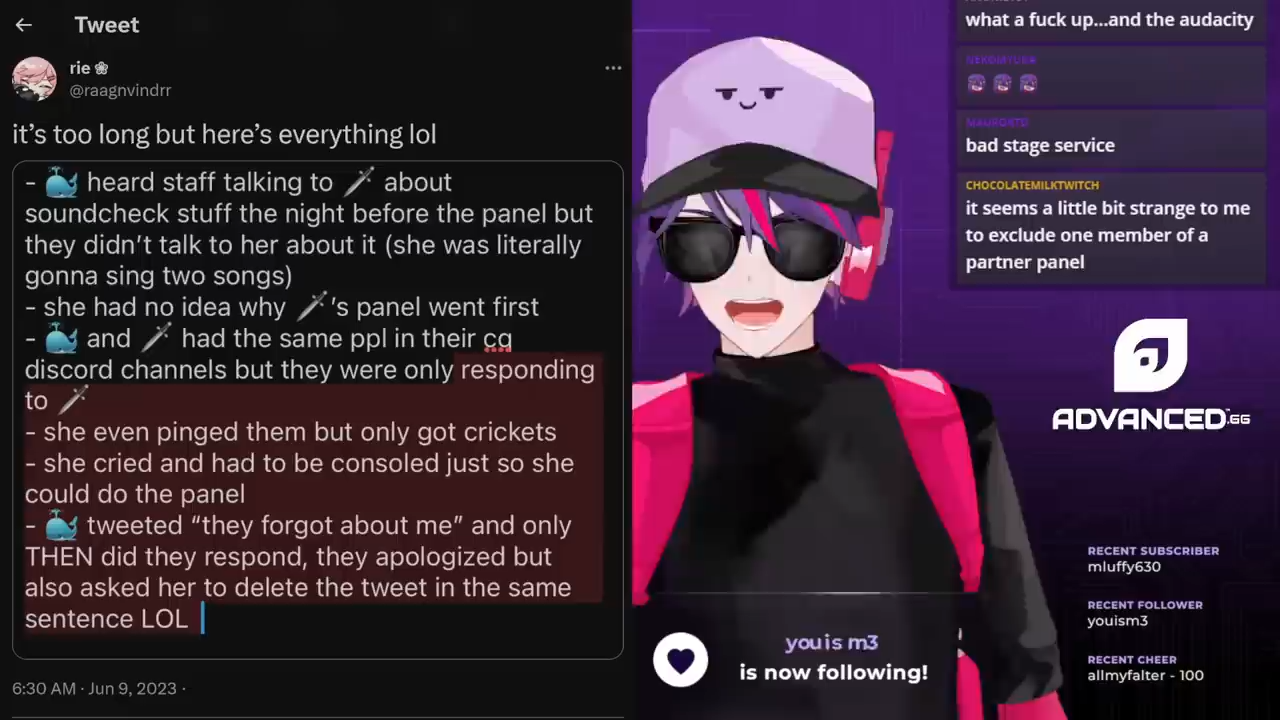 Tweet
rie ❀
@raagnvindrr
it’s too long but here’s everything lol
- 🐳 heard staff talking to 🗡️ about
soundcheck stuff the night before the panel but
they didn’t talk to her about it (she was literally
gonna sing two songs)
- she had no idea why 🗡️’s panel went first
- 🐳 and 🗡️ had the same ppl in their cq
discord channels but they were only responding
to 🗡️
- she even pinged them but only got crickets
- she cried and had to be consoled just so she
could do the panel
- 🐳 tweeted “they forgot about me” and only
THEN did they respond, they apologized but
also asked her to delete the tweet in the same
sentence LOL
6:30 AM · Jun 9, 2023 ·
what a fuck up...and the audacity
bad stage service
CHOCOLATEMILKTWITCH
it seems a little bit strange to me
to exclude one member of a
partner panel
ADVANCED.GG
RECENT SUBSCRIBER
mluffy630
RECENT FOLLOWER
youism3
RECENT CHEER
allmyfalter - 100
youis m3
is now following!